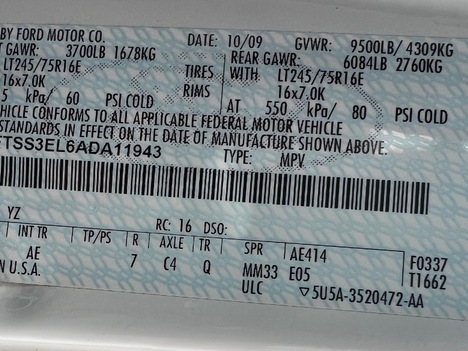 BY FORD MOTOR CO. DATE: 10/09 GVWR: 9500LB/ 4309KG
T GAWR: 3700LB 1678KG REAR GAWR: 6084LB 2760KG
LT245/75R16E TIRES WITH LT245/75R16E
16x7.0K RIMS 16x7.0K
5 kPa/ 60 PSI COLD AT 550 kPa/ 80 PSI COLD
HICLE CONFORMS TO ALL APPLICABLE FEDERAL MOTOR VEHICLE
STANDARDS IN EFFECT ON THE DATE OF MANUFACTURE SHOWN ABOVE.
FTSS3EL6ADA11943 TYPE: MPV
YZ RC: 16 DSO:
INT TR TP/PS R AXLE TR SPR AE414 F0337
AE 7 C4 Q MM33 E05 T1662
N U.S.A. ULC ▽5U5A-3520472-AA